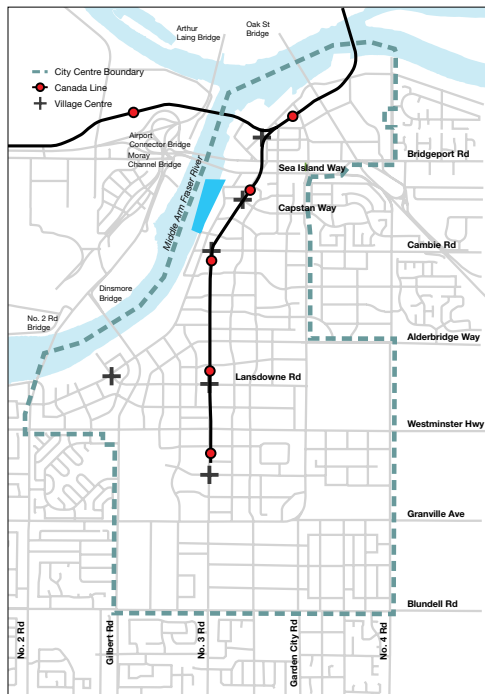 Arthur
Laing Bridge
Oak St
Bridge
City Centre Boundary
Canada Line
Village Centre
Airport
Connector Bridge
Moray
Channel Bridge
Bridgeport Rd
Sea Island Way
Middle Arm Fraser River
Capstan Way
Cambie Rd
Dinsmore
Bridge
No. 2 Rd
Bridge
Alderbridge Way
Lansdowne Rd
Westminster Hwy
Granville Ave
Blundell Rd
No. 2 Rd
Gilbert Rd
No. 3 Rd
Garden City Rd
No. 4 Rd